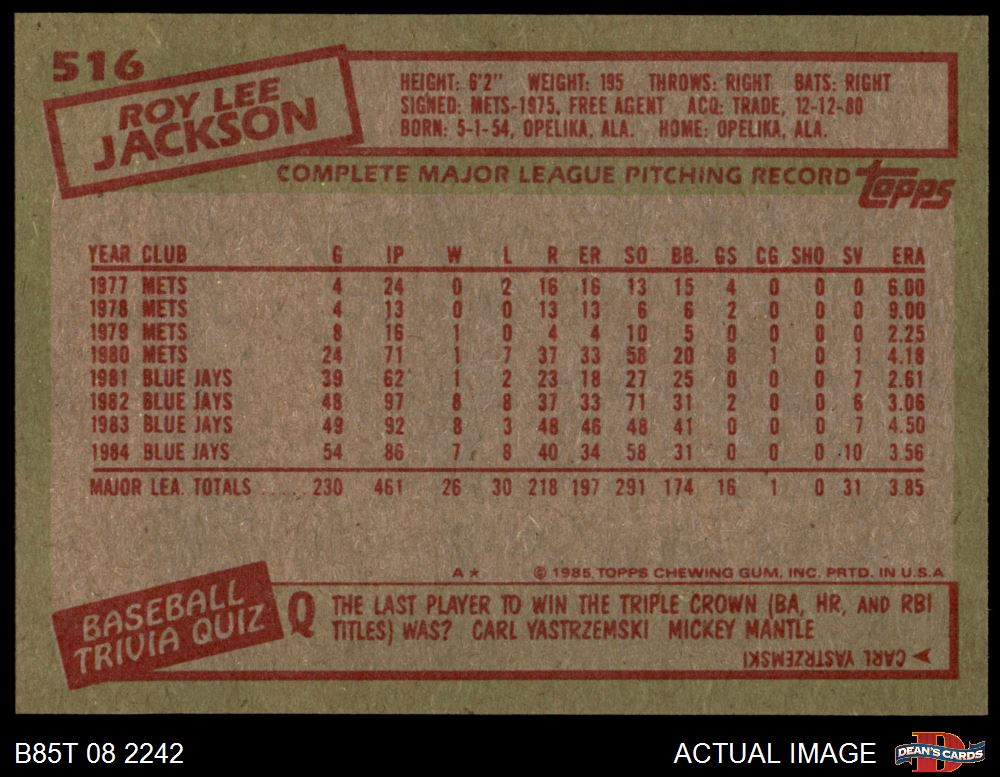 516
ROY LEE
JACKSON
HEIGHT: 6'2" WEIGHT: 195 THROWS: RIGHT BATS: RIGHT
SIGNED: METS-1975, FREE AGENT ACQ: TRADE, 12-12-80
BORN: 5-1-54, OPELIKA, ALA. HOME: OPELIKA, ALA.
COMPLETE MAJOR LEAGUE PITCHING RECORD topps
YEAR CLUB G IP W L R ER SO BB. GS CG SHO SV ERA
1977 METS 4 24 0 2 16 16 13 15 4 0 0 0 6.00
1978 METS 4 13 0 0 13 13 6 6 2 0 0 0 9.00
1979 METS 8 16 1 0 4 4 10 5 0 0 0 0 2.25
1980 METS 24 71 1 7 37 33 58 20 8 1 0 1 4.18
1981 BLUE JAYS 39 62 1 2 23 18 27 25 0 0 0 7 2.61
1982 BLUE JAYS 48 97 8 8 37 33 71 31 2 0 0 6 3.06
1983 BLUE JAYS 49 92 8 3 48 46 48 41 0 0 0 7 4.50
1984 BLUE JAYS 54 86 7 8 40 34 58 31 0 0 0 10 3.56
MAJOR LEA. TOTALS ...... 230 461 26 30 218 197 291 174 16 1 0 31 3.85
A* © 1985 TOPPS CHEWING GUM, INC. PRTD. IN U.S.A
BASEBALL
TRIVIA QUIZ
Q THE LAST PLAYER TO WIN THE TRIPLE CROWN (BA, HR, AND RBI
TITLES) WAS? CARL YASTRZEMSKI MICKEY MANTLE
CARL YASTRZEMSKI
B85T 08 2242
ACTUAL IMAGE
D
DEAN'S CARDS